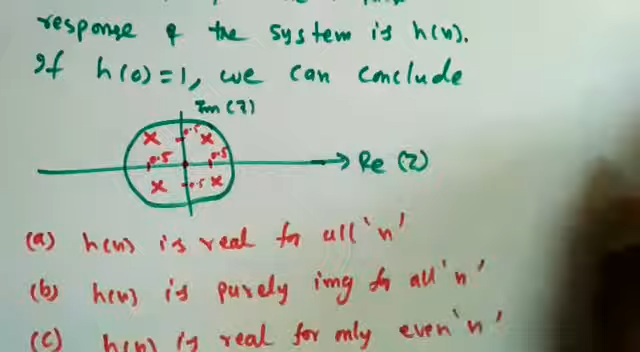 response of the system is h(n).
If h(0)=1, we can conclude
Im(Z)
x 0.5 x
0.5 0.5
Re(Z)
x 0.5 x
(a) h(n) is real for all 'n'
(b) h(n) is purely img for all 'n'
(c) h(n) is real for only even 'n'